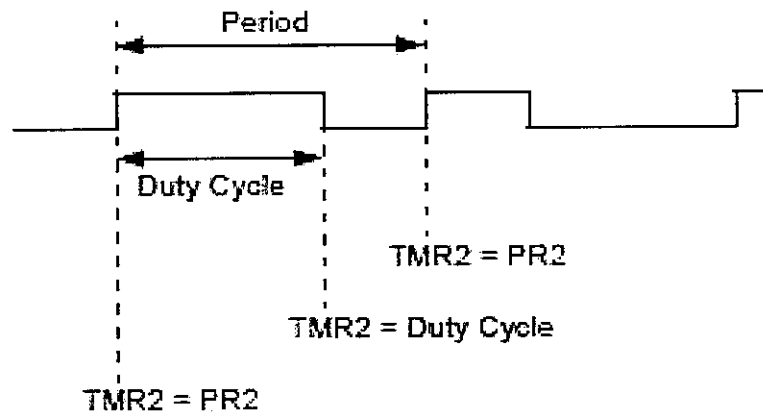 Period
Duty Cycle
TMR2 = PR2
TMR2 = Duty Cycle
TMR2 = PR2